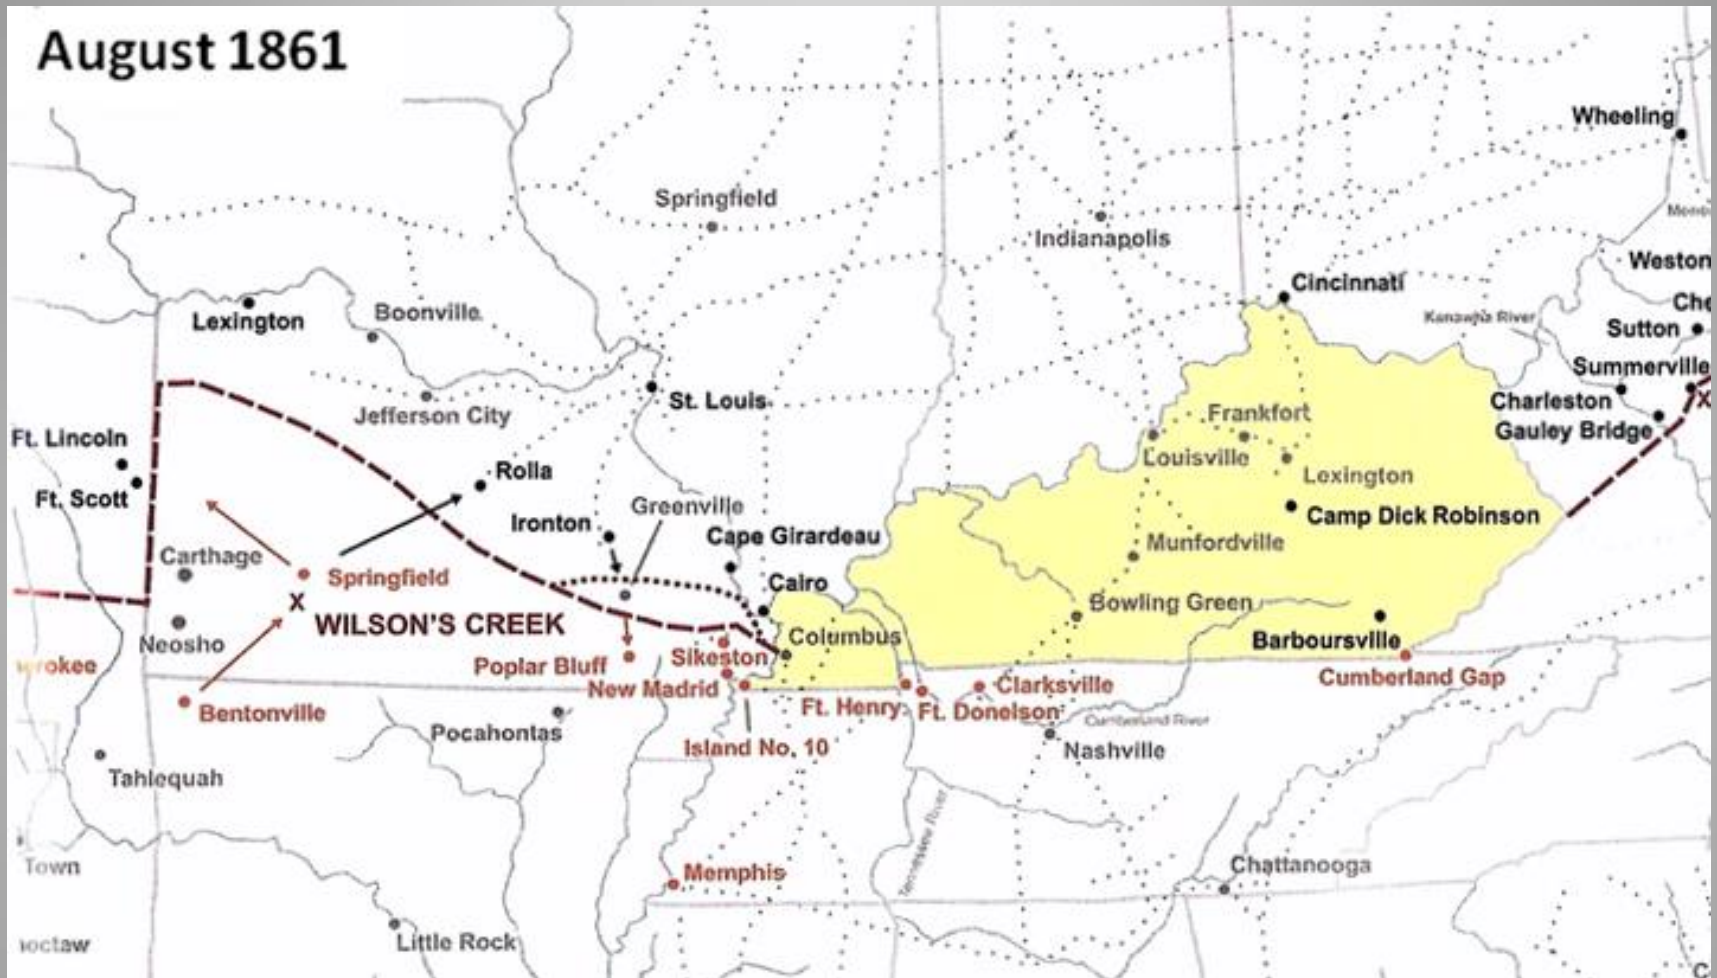 August 1861
Wheeling
Springfield
Indianapolis
Weston
Cincinnati
Kanawha River
Lexington
Boonville
Sutton
Summerville
St. Louis
Jefferson City
Charleston
Frankfort
Gauley Bridge
Ft. Lincoln
Louisville
Rolla
Lexington
Ft. Scott
Greenville
Ironton
Camp Dick Robinson
Cape Girardeau
Munfordville
Carthage
Springfield
Cairo
Bowling Green
WILSON'S CREEK
Columbus
Barboursville
Neosho
Sikeston
Poplar Bluff
Cumberland Gap
New Madrid
Clarksville
Bentonville
Ft. Henry
Ft. Donelson
Cumberland River
Pocahontas
Island No. 10
Nashville
Tahlequah
Tennessee River
Town
Memphis
Chattanooga
Little Rock